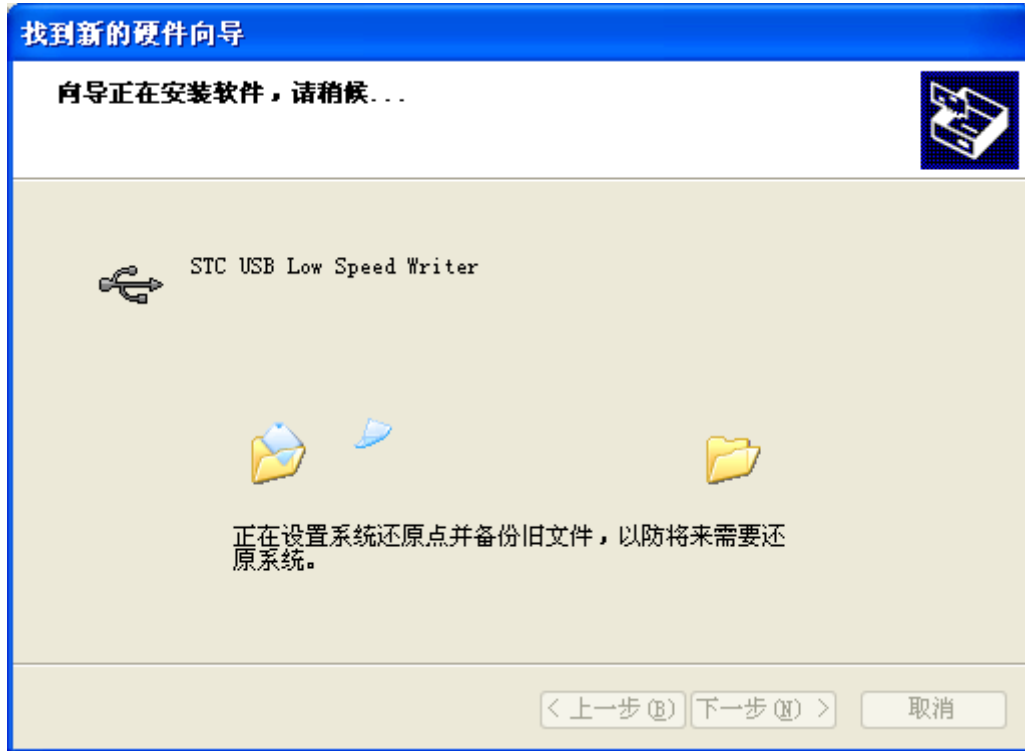 找到新的硬件向导
向导正在安装软件，请稍候...
STC USB Low Speed Writer
正在设置系统还原点并备份旧文件，以防将来需要还
原系统。
< 上一步(B) 下一步(N) > 取消